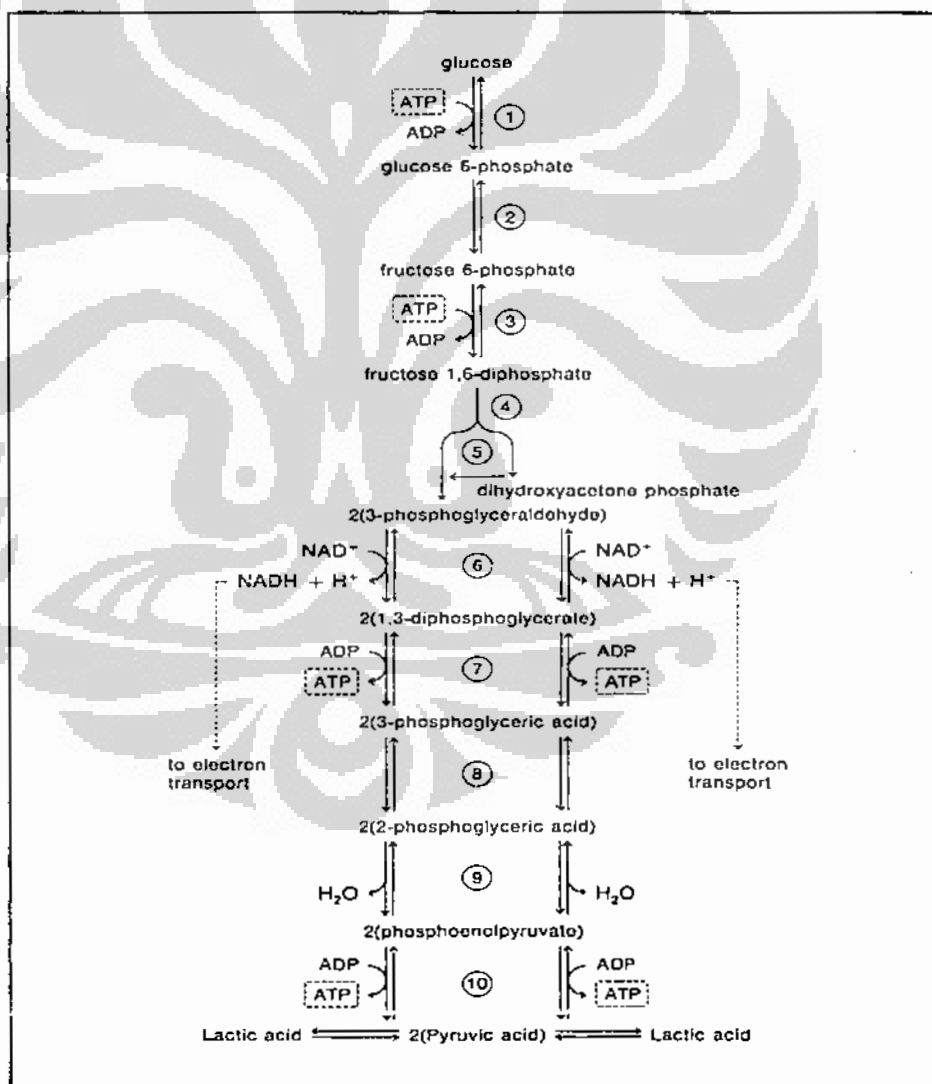 glucose
ATP
ADP
1
glucose 6-phosphate
2
fructose 6-phosphate
ATP
ADP
3
fructose 1,6-diphosphate
4
5
dihydroxyacetone phosphate
2(3-phosphoglyceraldehyde)
NAD⁺ 6 NAD⁺
NADH + H⁺ NADH + H⁺
2(1,3-diphosphoglycerate)
ADP 7 ADP
ATP ATP
2(3-phosphoglyceric acid)
to electron transport
to electron transport
8
2(2-phosphoglyceric acid)
9
H₂O H₂O
2(phosphoenolpyruvate)
ADP 10 ADP
ATP ATP
Lactic acid 2(Pyruvic acid) Lactic acid